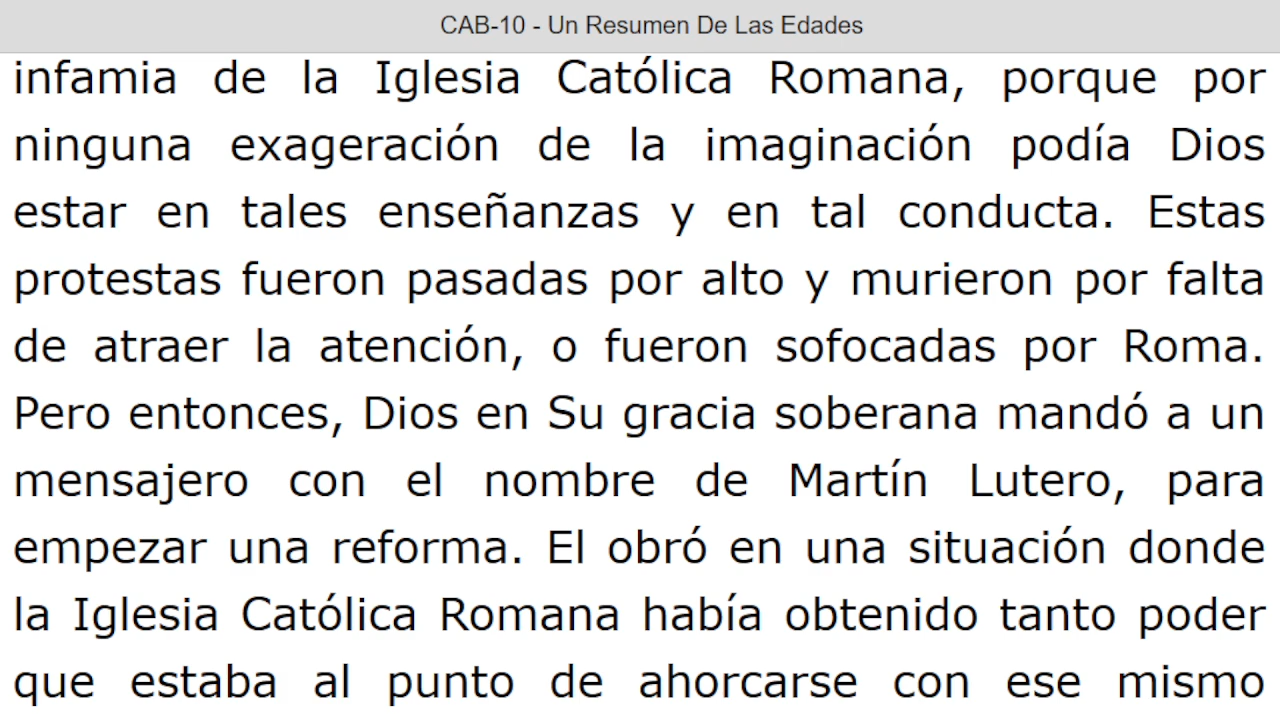 CAB-10 - Un Resumen De Las Edades
infamia de la Iglesia Católica Romana, porque por
ninguna exageración de la imaginación podía Dios
estar en tales enseñanzas y en tal conducta. Estas
protestas fueron pasadas por alto y murieron por falta
de atraer la atención, o fueron sofocadas por Roma.
Pero entonces, Dios en Su gracia soberana mandó a un
mensajero con el nombre de Martín Lutero, para
empezar una reforma. El obró en una situación donde
la Iglesia Católica Romana había obtenido tanto poder
que estaba al punto de ahorcarse con ese mismo